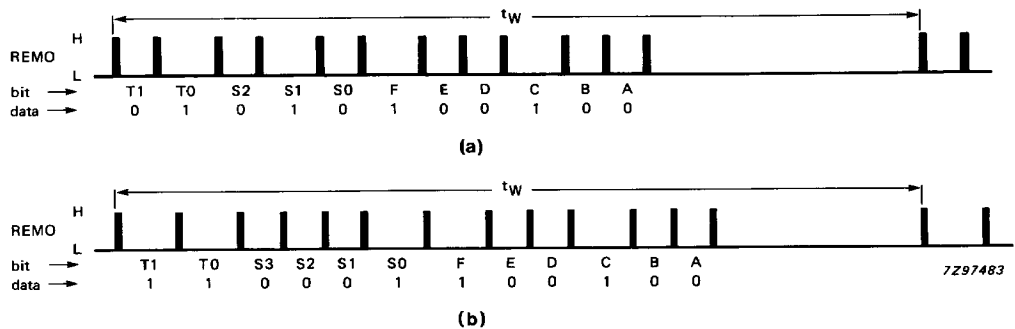 tW
H
REMO
L
bit → T1 T0 S2 S1 S0 F E D C B A
data → 0 1 0 1 0 1 0 0 1 0 0
(a)
tW
H
REMO
L
bit → T1 T0 S3 S2 S1 S0 F E D C B A
data → 1 1 0 0 0 1 1 0 0 1 0 0
7Z97483
(b)